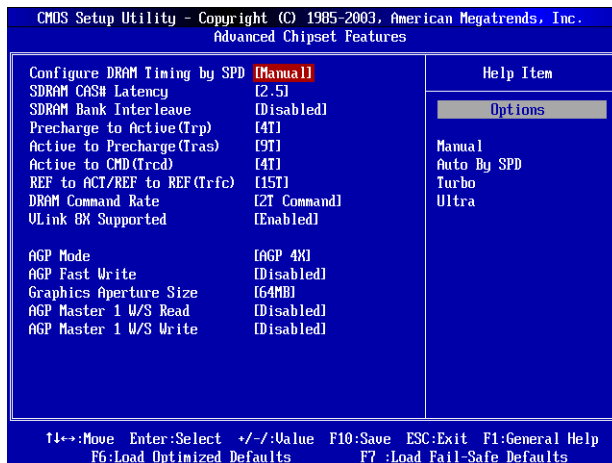 CMOS Setup Utility - Copyright (C) 1985-2003, American Megatrends, Inc.
Advanced Chipset Features
Configure DRAM Timing by SPD [Manual]
SDRAM CAS# Latency [2.5]
SDRAM Bank Interleave [Disabled]
Precharge to Active(Trp) [4T]
Active to Precharge(Tras) [9T]
Active to CMD(Trcd) [4T]
REF to ACT/REF to REF(Trfc) [15T]
DRAM Command Rate [2T Command]
VLink 8X Supported [Enabled]
AGP Mode [AGP 4X]
AGP Fast Write [Disabled]
Graphics Aperture Size [64MB]
AGP Master 1 W/S Read [Disabled]
AGP Master 1 W/S Write [Disabled]
Help Item
Options
Manual
Auto By SPD
Turbo
Ultra
↑↓↔:Move Enter:Select +/-/:Value F10:Save ESC:Exit F1:General Help
F6:Load Optimized Defaults F7 :Load Fail-Safe Defaults